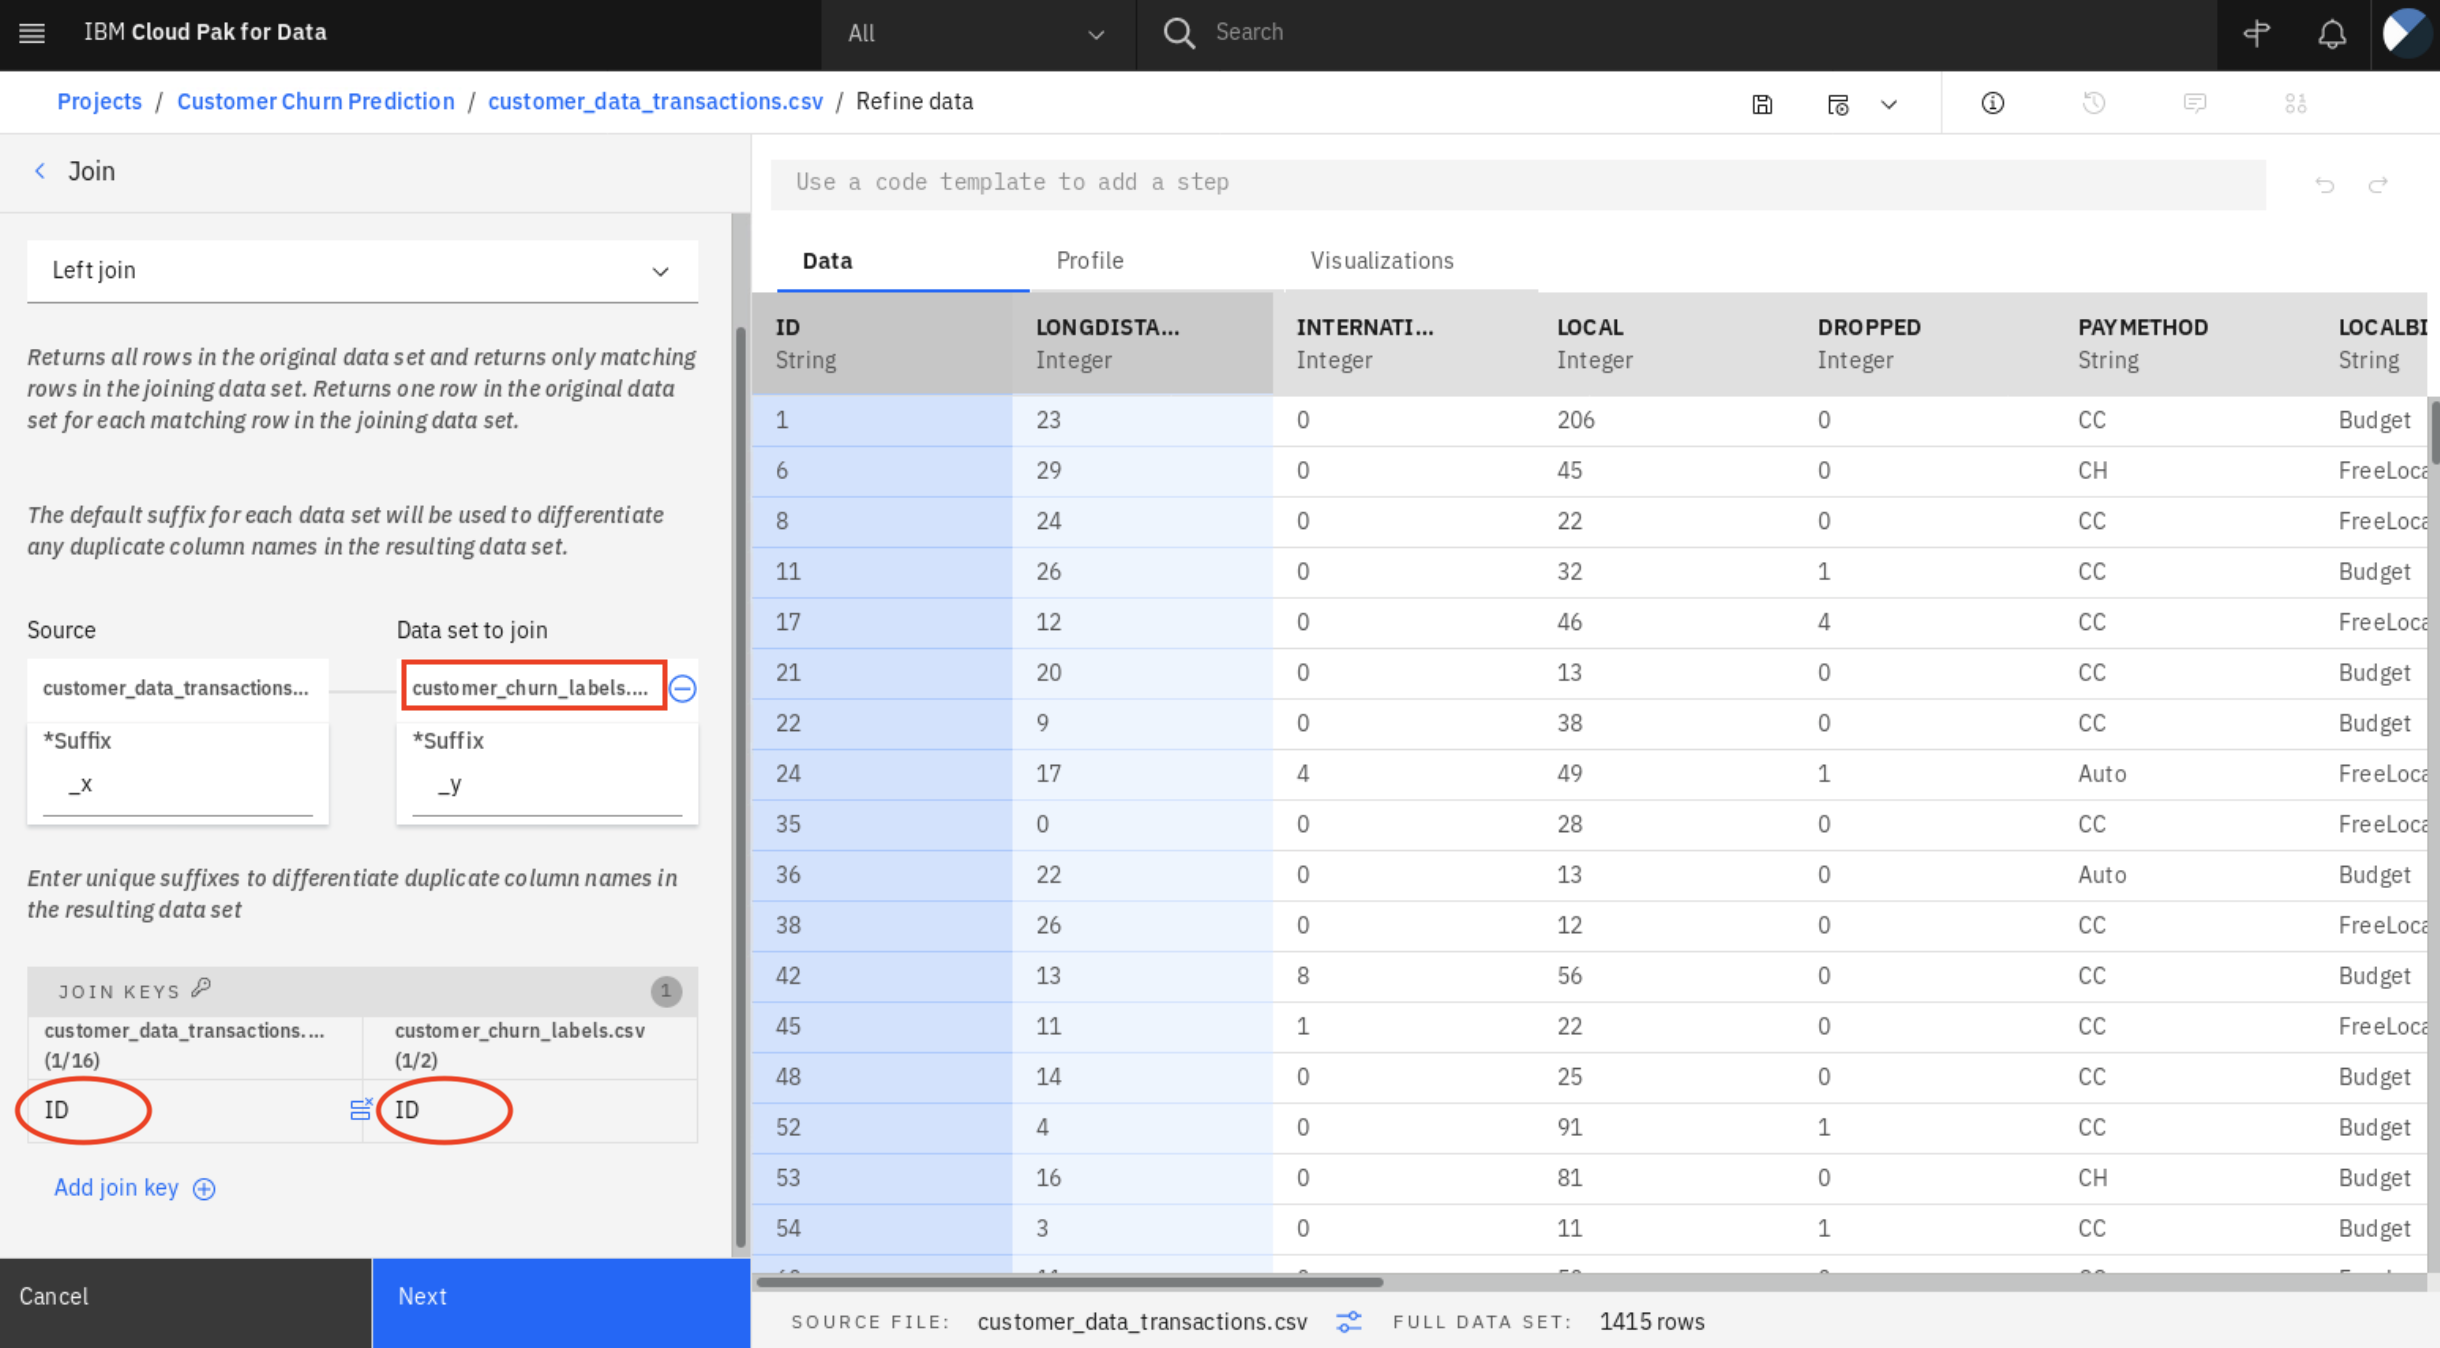 IBM Cloud Pak for Data
All
Search
Projects / Customer Churn Prediction / customer_data_transactions.csv / Refine data
Join
Left join
Returns all rows in the original data set and returns only matching
rows in the joining data set. Returns one row in the original data
set for each matching row in the joining data set.
The default suffix for each data set will be used to differentiate
any duplicate column names in the resulting data set.
Source
Data set to join
customer_data_transactions...
customer_churn_labels....
*Suffix
*Suffix
_x
_y
Enter unique suffixes to differentiate duplicate column names in
the resulting data set
JOIN KEYS 1
customer_data_transactions....
(1/16)
customer_churn_labels.csv
(1/2)
ID
ID
Add join key
Cancel
Next
Use a code template to add a step
Data Profile Visualizations
ID LONGDISTA... INTERNATI... LOCAL DROPPED PAYMETHOD LOCALBI
String Integer Integer Integer Integer String String
1 23 0 206 0 CC Budget
6 29 0 45 0 CH FreeLoca
8 24 0 22 0 CC FreeLoca
11 26 0 32 1 CC Budget
17 12 0 46 4 CC FreeLoca
21 20 0 13 0 CC Budget
22 9 0 38 0 CC Budget
24 17 4 49 1 Auto FreeLoca
35 0 0 28 0 CC FreeLoca
36 22 0 13 0 Auto Budget
38 26 0 12 0 CC FreeLoca
42 13 8 56 0 CC Budget
45 11 1 22 0 CC FreeLoca
48 14 0 25 0 CC Budget
52 4 0 91 1 CC Budget
53 16 0 81 0 CH Budget
54 3 0 11 1 CC Budget
SOURCE FILE: customer_data_transactions.csv FULL DATA SET: 1415 rows